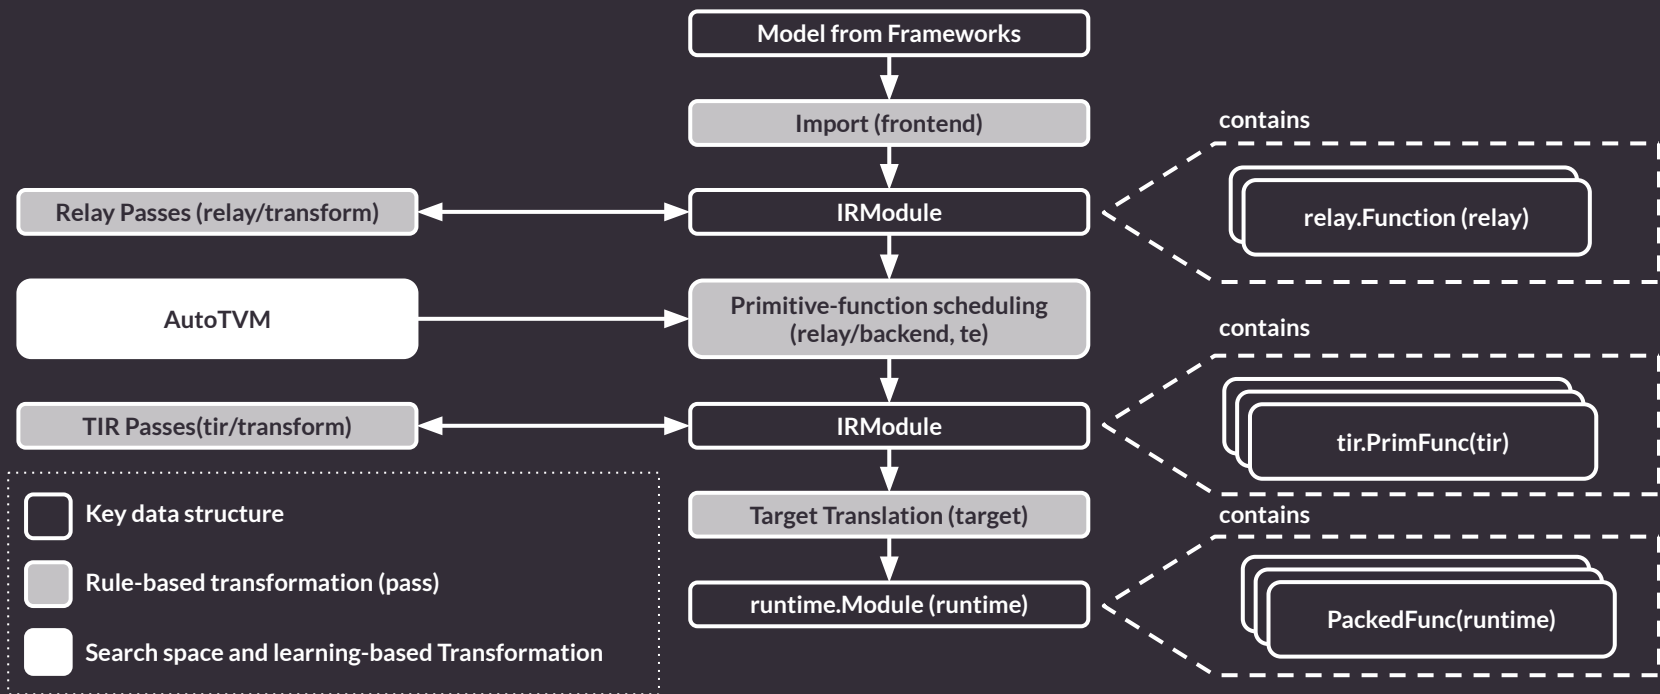 Model from Frameworks
Import (frontend)
contains
Relay Passes (relay/transform)
IRModule
relay.Function (relay)
AutoTVM
Primitive-function scheduling
(relay/backend, te)
contains
TIR Passes(tir/transform)
IRModule
tir.PrimFunc(tir)
Key data structure
Target Translation (target)
contains
Rule-based transformation (pass)
runtime.Module (runtime)
PackedFunc(runtime)
Search space and learning-based Transformation